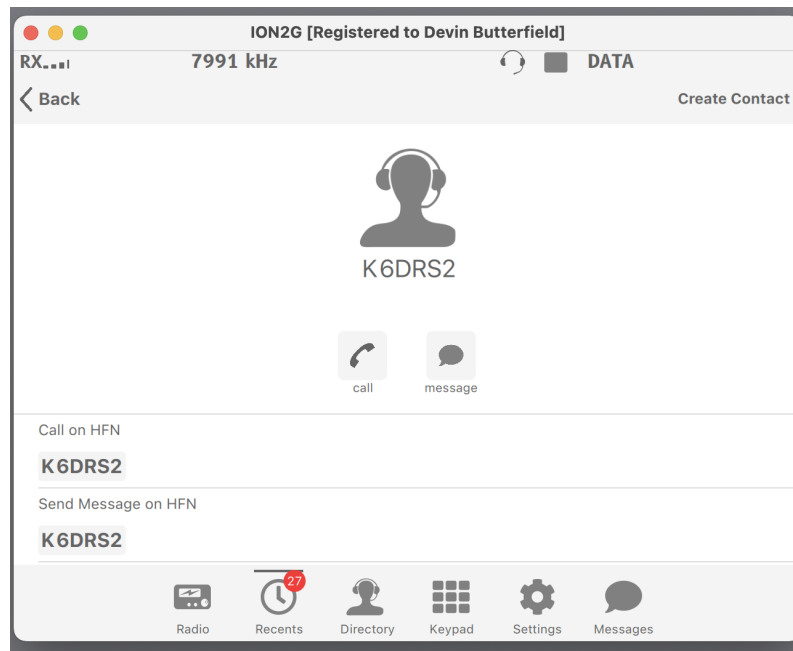 ION2G [Registered to Devin Butterfield]
RX 7991 kHz DATA
Back Create Contact
K6DRS2
call message
Call on HFN
K6DRS2
Send Message on HFN
K6DRS2
27
Radio Recents Directory Keypad Settings Messages